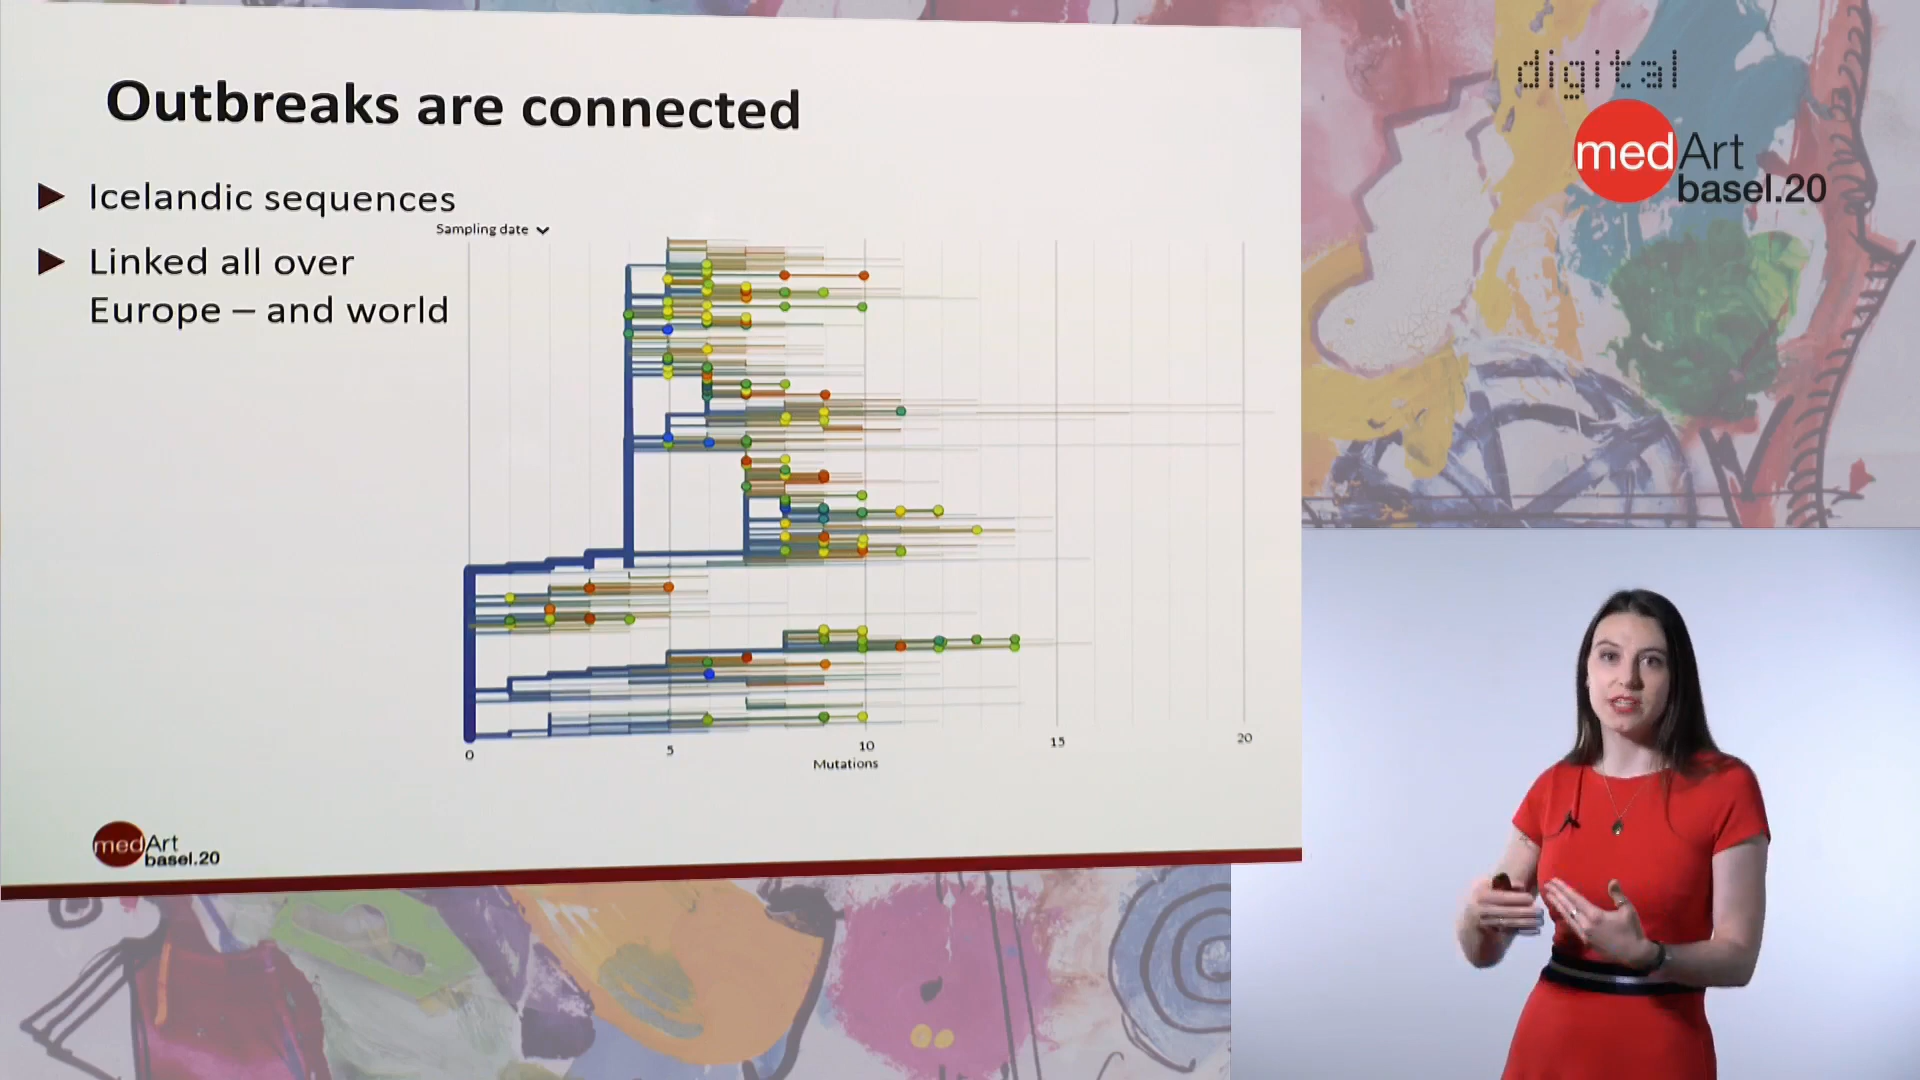 Outbreaks are connected
Icelandic sequences
Linked all over
Europe – and world
Sampling date
0
5
10
15
20
Mutations
medArt
basel.20
digital
medArt
basel.20